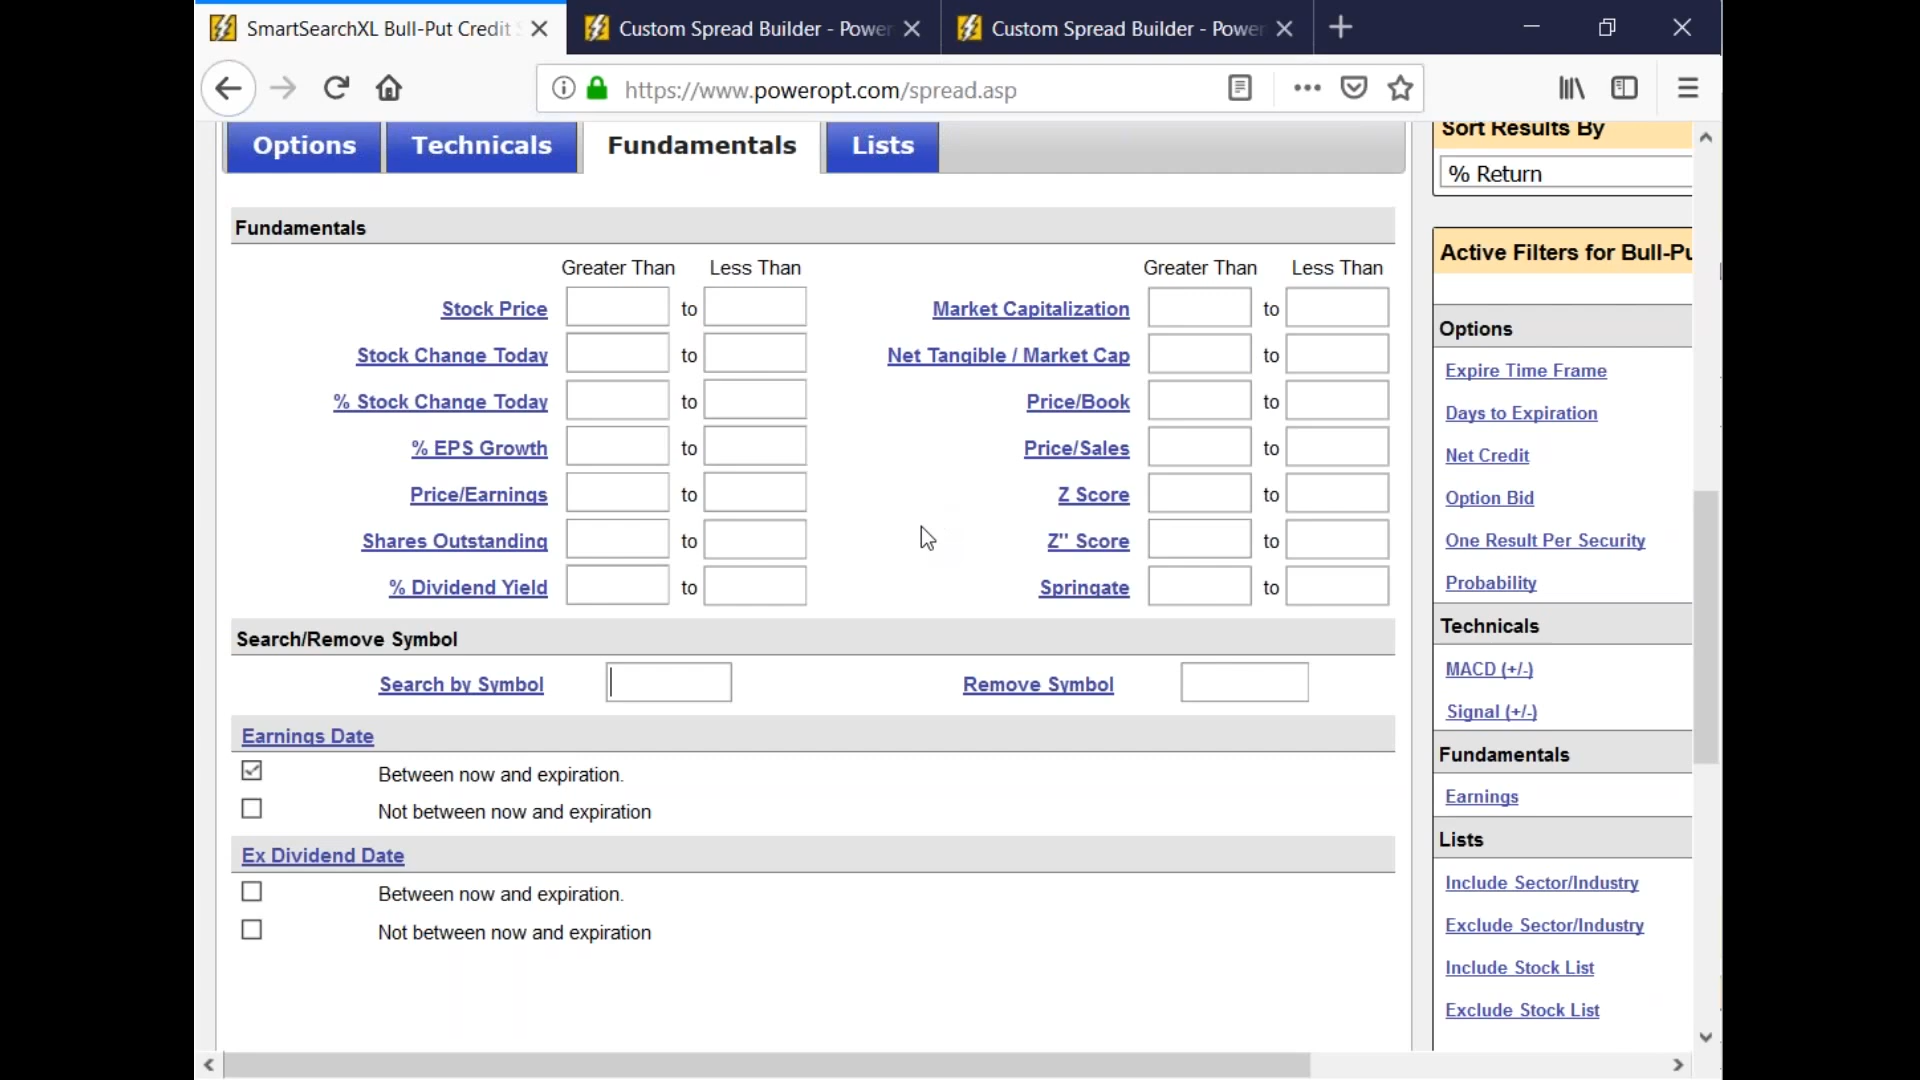 SmartSearchXL Bull-Put Credit S
Custom Spread Builder - Power
Custom Spread Builder - Power
https://www.poweropt.com/spread.asp
Options
Technicals
Fundamentals
Lists
Fundamentals
Greater Than Less Than Greater Than Less Than
Stock Price to Market Capitalization to
Stock Change Today to Net Tangible / Market Cap to
% Stock Change Today to Price/Book to
% EPS Growth to Price/Sales to
Price/Earnings to Z Score to
Shares Outstanding to Z" Score to
% Dividend Yield to Springate to
Search/Remove Symbol
Search by Symbol Remove Symbol
Earnings Date
Between now and expiration.
Not between now and expiration
Ex Dividend Date
Between now and expiration.
Not between now and expiration
Sort Results By
% Return
Active Filters for Bull-Pu
Options
Expire Time Frame
Days to Expiration
Net Credit
Option Bid
One Result Per Security
Probability
Technicals
MACD (+/-)
Signal (+/-)
Fundamentals
Earnings
Lists
Include Sector/Industry
Exclude Sector/Industry
Include Stock List
Exclude Stock List